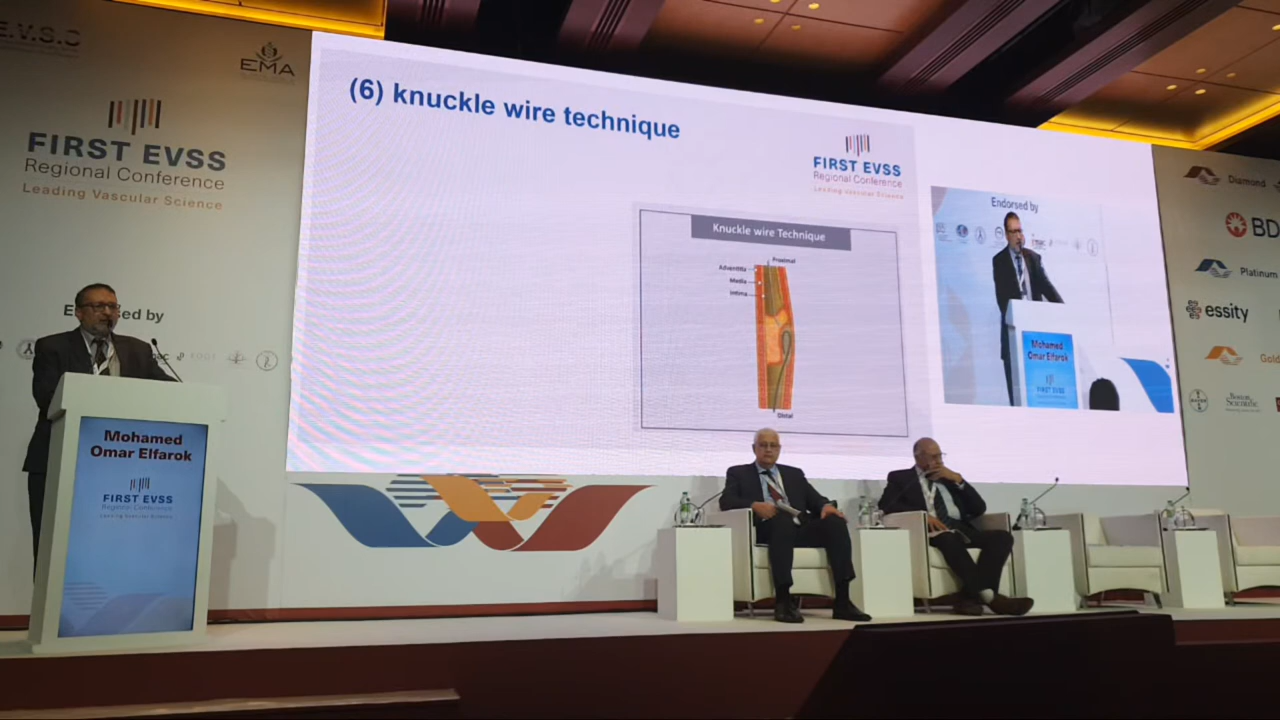 E.V.S.C
EMA
FIRST EVSS
Regional Conference
Leading Vascular Science
by
Mohamed
Omar Elfarok
FIRST EVSS
Regional Conference
Leading Vascular Science
(6) knuckle wire technique
FIRST EVSS
Regional Conference
Leading Vascular Science
Knuckle wire Technique
Proximal
Adventitia
Media
Intima
Distal
Endorsed by
Mohamed
Omar Elfarok
FIRST EVSS
Diamond
BD
Platinum
essity
Gold
Boston
Scientific